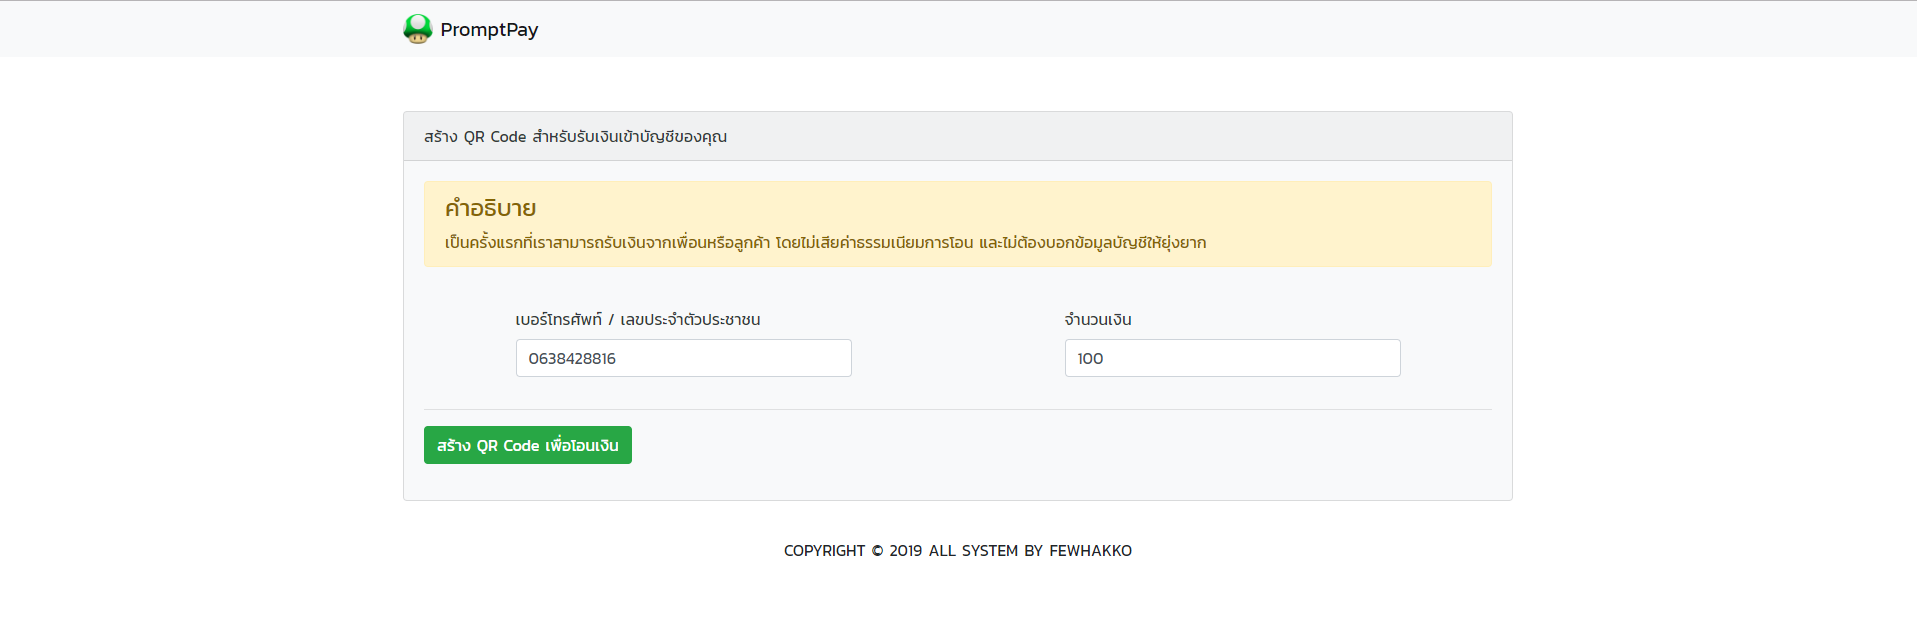 PromptPay
สร้าง QR Code สำหรับรับเงินเข้าบัญชีของคุณ
คำอธิบาย
เป็นครั้งแรกที่เราสามารถรับเงินจากเพื่อนหรือลูกค้า โดยไม่เสียค่าธรรมเนียมการโอน และไม่ต้องบอกข้อมูลบัญชีให้ยุ่งยาก
เบอร์โทรศัพท์ / เลขประจำตัวประชาชน
จำนวนเงิน
0638428816
100
สร้าง QR Code เพื่อโอนเงิน
COPYRIGHT © 2019 ALL SYSTEM BY FEWHAKKO